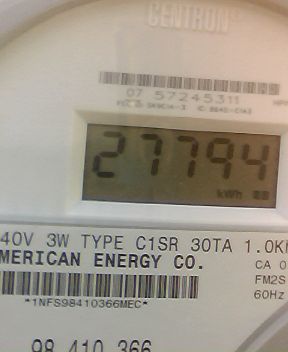 CENTRON®
07 57245311
27794
kWh
40V 3W TYPE C1SR 30TA 1.0K
MERICAN ENERGY CO.
CA 0
FM2S
60Hz
*1NFS98410366MEC*
98 410 366